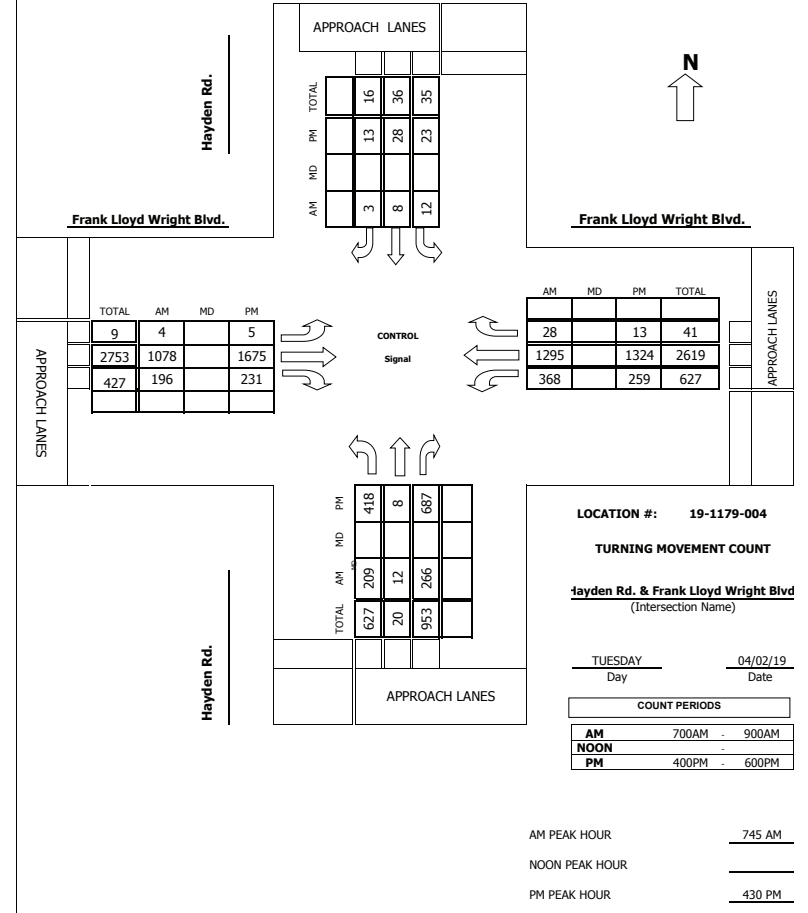 APPROACH LANES
N
Hayden Rd.
TOTAL 16 36 35
PM 13 28 23
MD
AM 3 8 12
Frank Lloyd Wright Blvd.
Frank Lloyd Wright Blvd.
TOTAL AM MD PM
9 4 5
2753 1078 1675
427 196 231
APPROACH LANES
CONTROL
Signal
AM MD PM TOTAL
28 13 41
1295 1324 2619
368 259 627
APPROACH LANES
PM 418 8 687
MD
MD
AM 209 12 266
TOTAL 627 20 953
APPROACH LANES
Hayden Rd.
LOCATION #: 19-1179-004
TURNING MOVEMENT COUNT
Hayden Rd. & Frank Lloyd Wright Blvd
(Intersection Name)
TUESDAY 04/02/19
Day Date
COUNT PERIODS
AM 700AM - 900AM
NOON -
PM 400PM - 600PM
AM PEAK HOUR 745 AM
NOON PEAK HOUR
PM PEAK HOUR 430 PM